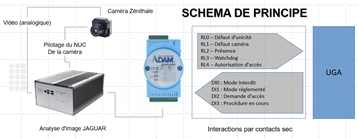 Caméra Zénithale
SCHEMA DE PRINCIPE
Vidéo (analogique)
Pilotage du NUC
De la caméra
ADAM
RL0 – Défaut d'unicité
RL1 – Défaut caméra
RL2 – Présence
RL3 – Watchdog
RL4 – Autorisation d'accès
DI0 : Mode Interdit
DI1 : Mode réglementé
DI2 : Demande d'accès
DI3 : Procédure en cours
UGA
Analyse d'image JAGUAR
Interactions par contacts sec